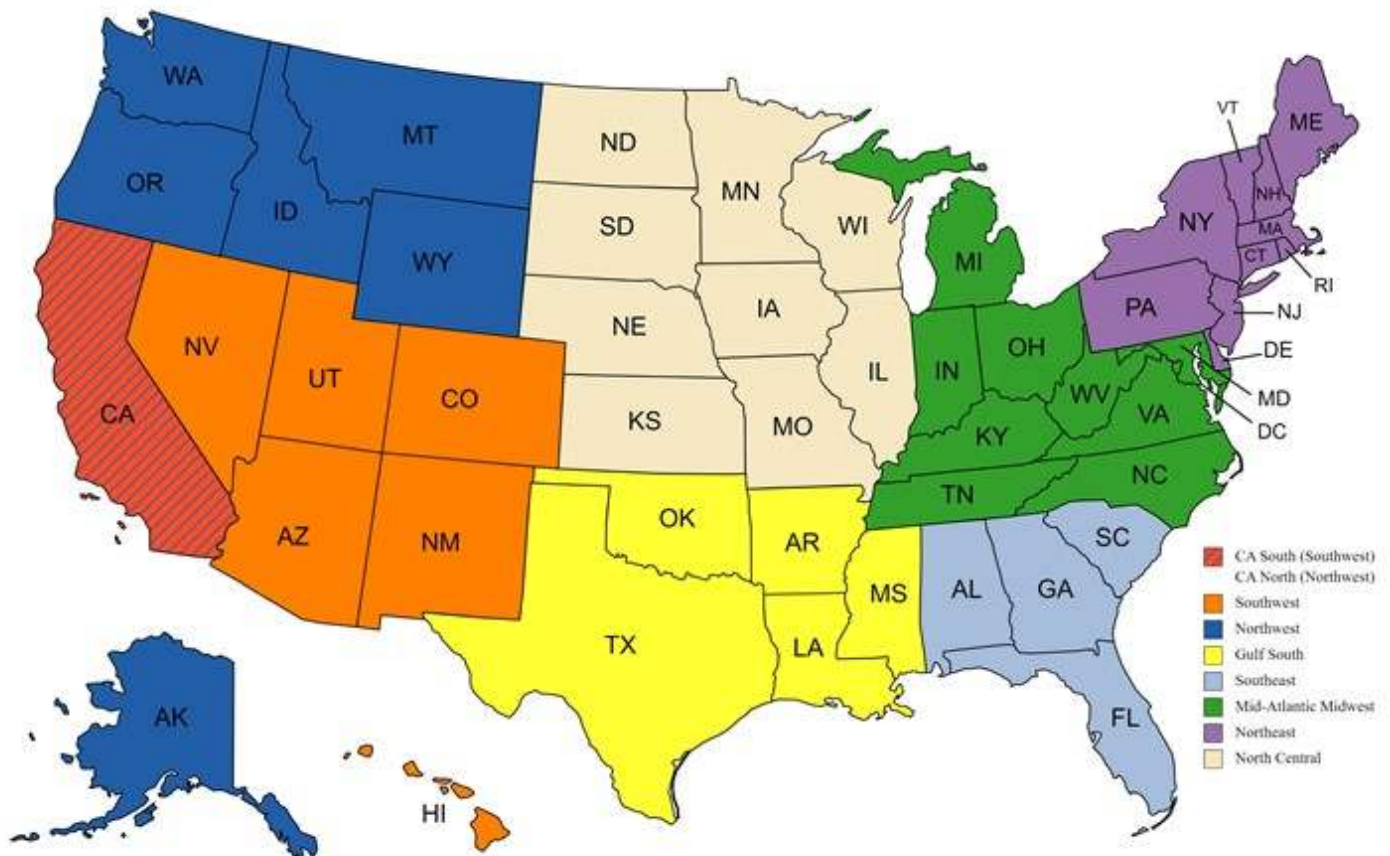 WA
MT
ND
MN
VT
ME
OR
ID
SD
WI
NY
NH
MA
WY
MI
CT
RI
NE
IA
PA
NJ
NV
UT
CO
IL
IN
OH
DE
CA
KS
MO
WV
VA
MD
KY
DC
TN
NC
AZ
NM
OK
AR
SC
AL
GA
MS
TX
LA
FL
AK
HI
CA South (Southwest)
CA North (Northwest)
Southwest
Northwest
Gulf South
Southeast
Mid-Atlantic Midwest
Northeast
North Central